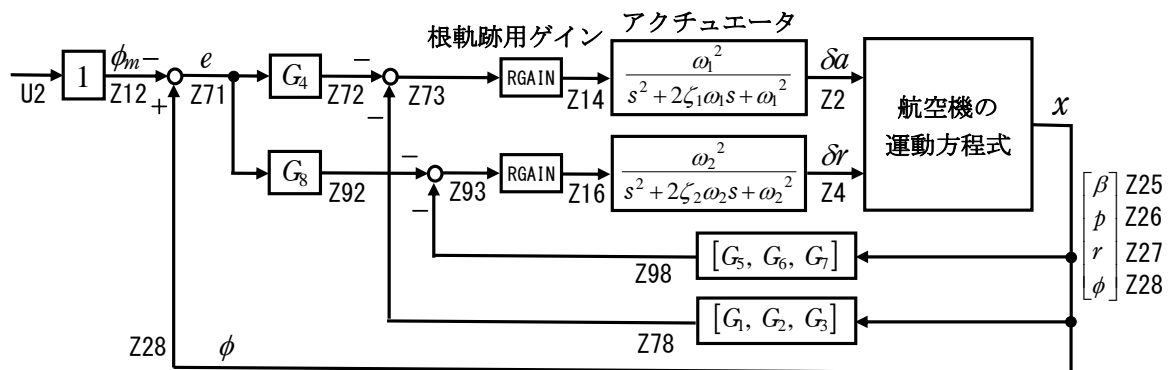 根軌跡用ゲイン
アクチュエータ
U2
1
ϕm
−
Z12
+
e
Z71
G4
−
Z72
−
Z73
RGAIN
Z14
ω1²
s²+2ζ1ω1s+ω1²
δa
Z2
航空機の
運動方程式
x
G8
Z92
−
−
Z93
RGAIN
Z16
ω2²
s²+2ζ2ω2s+ω2²
δr
Z4
β Z25
p Z26
r Z27
ϕ Z28
[G5, G6, G7]
Z98
[G1, G2, G3]
Z78
Z28
ϕ